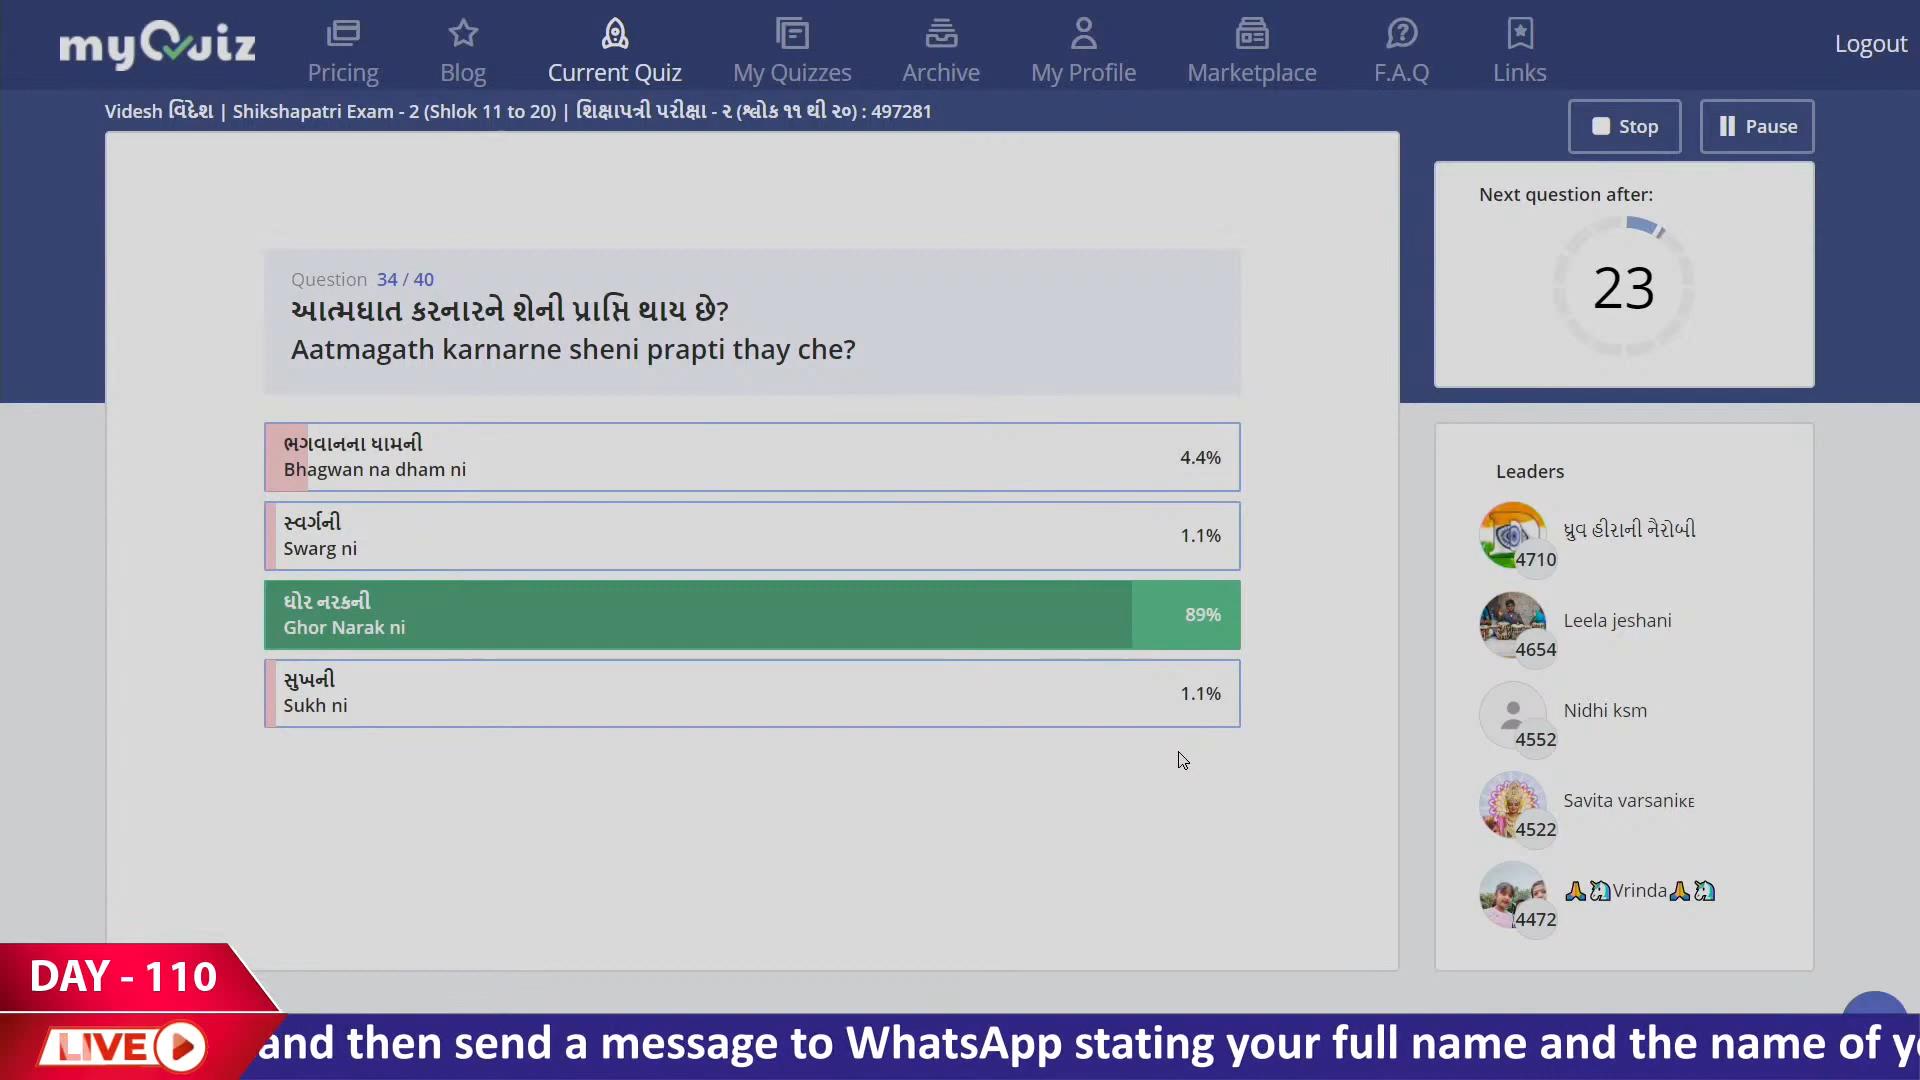 myQuiz
Pricing
Blog
Current Quiz
My Quizzes
Archive
My Profile
Marketplace
F.A.Q
Links
Logout
Videsh વિદેશ | Shikshapatri Exam - 2 (Shlok 11 to 20) | શિક્ષાપત્રી પરીક્ષા - ૨ (શ્લોક ૧૧ થી ૨૦) : 497281
Stop
Pause
Next question after:
23
Question 34 / 40
આત્મઘાત કરનારને શેની પ્રાપ્તિ થાય છે?
Aatmagath karnarne sheni prapti thay che?
ભગવાનના ધામની
Bhagwan na dham ni
4.4%
સ્વર્ગની
Swarg ni
1.1%
ઘોર નરકની
Ghor Narak ni
89%
સુખની
Sukh ni
1.1%
Leaders
ધ્રુવ હીરાની નૈરોબી
4710
Leela jeshani
4654
Nidhi ksm
4552
Savita varsaniᴋᴇ
4522
🙏🦄Vrinda🙏🦄
4472
DAY - 110
LIVE
and then send a message to WhatsApp stating your full name and the name of